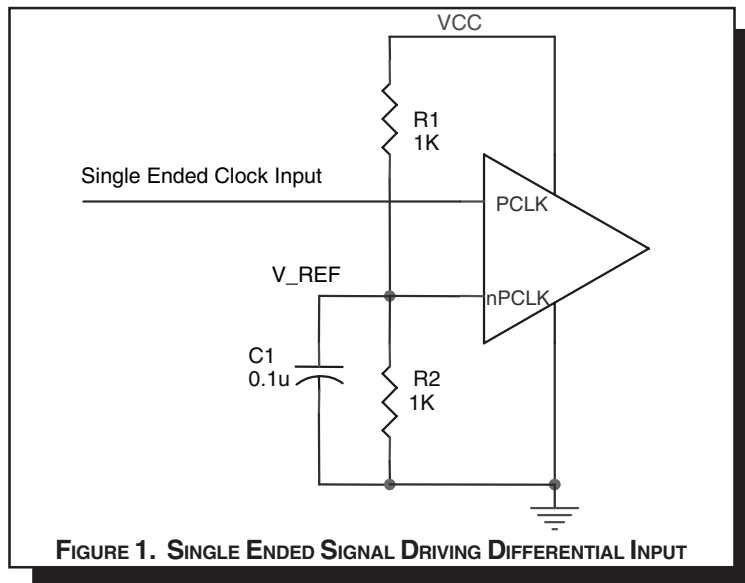 VCC
R1
1K
Single Ended Clock Input
PCLK
V_REF
nPCLK
C1
0.1u
R2
1K
FIGURE 1. SINGLE ENDED SIGNAL DRIVING DIFFERENTIAL INPUT